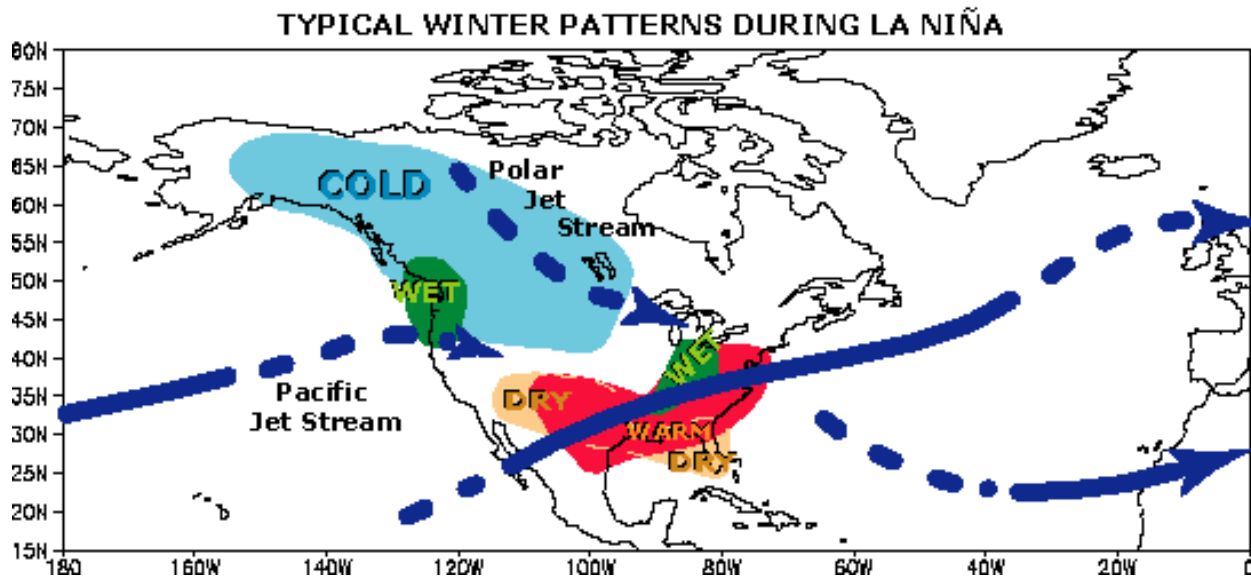 TYPICAL WINTER PATTERNS DURING LA NIÑA
80N
75N
70N
65N
60N
55N
50N
45N
40N
35N
30N
25N
20N
15N
COLD
Polar
Jet
Stream
WET
WET
Pacific
Jet Stream
DRY
WARM
DRY
180
160W
140W
120W
100W
80W
60W
40W
20W
0